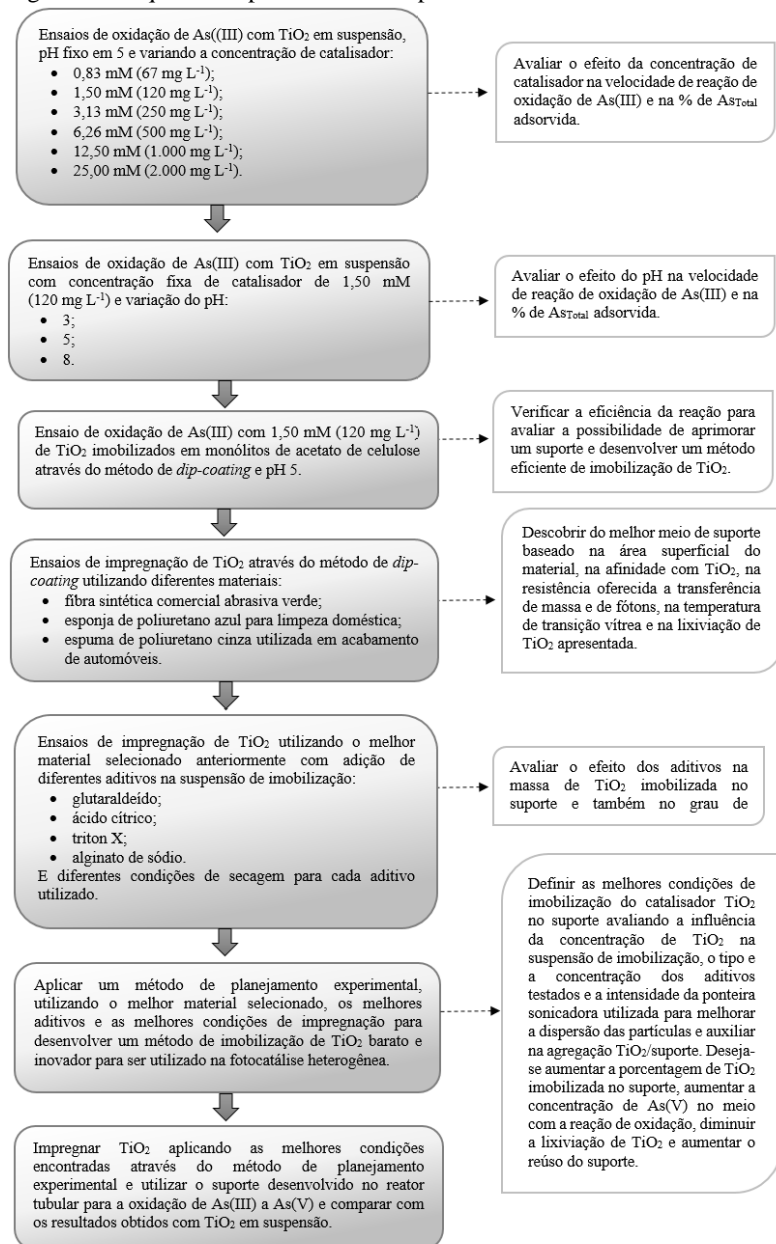 Ensaios de oxidação de As((III) com TiO2 em suspensão,
pH fixo em 5 e variando a concentração de catalisador:
• 0,83 mM (67 mg L-1);
• 1,50 mM (120 mg L-1);
• 3,13 mM (250 mg L-1);
• 6,26 mM (500 mg L-1);
• 12,50 mM (1.000 mg L-1);
• 25,00 mM (2.000 mg L-1).
Avaliar o efeito da concentração de
catalisador na velocidade de reação de
oxidação de As(III) e na % de AsTotal
adsorvida.
Ensaios de oxidação de As(III) com TiO2 em suspensão
com concentração fixa de catalisador de 1,50 mM
(120 mg L-1) e variação do pH:
• 3;
• 5;
• 8.
Avaliar o efeito do pH na velocidade
de reação de oxidação de As(III) e na
% de AsTotal adsorvida.
Ensaio de oxidação de As(III) com 1,50 mM (120 mg L-1)
de TiO2 imobilizados em monólitos de acetato de celulose
através do método de dip-coating e pH 5.
Verificar a eficiência da reação para
avaliar a possibilidade de aprimorar
um suporte e desenvolver um método
eficiente de imobilização de TiO2.
Ensaios de impregnação de TiO2 através do método de dip-
coating utilizando diferentes materiais:
• fibra sintética comercial abrasiva verde;
• esponja de poliuretano azul para limpeza doméstica;
• espuma de poliuretano cinza utilizada em acabamento
de automóveis.
Descobrir do melhor meio de suporte
baseado na área superficial do
material, na afinidade com TiO2, na
resistência oferecida a transferência
de massa e de fótons, na temperatura
de transição vítrea e na lixiviação de
TiO2 apresentada.
Ensaios de impregnação de TiO2 utilizando o melhor
material selecionado anteriormente com adição de
diferentes aditivos na suspensão de imobilização:
• glutaraldeído;
• ácido cítrico;
• triton X;
• alginato de sódio.
E diferentes condições de secagem para cada aditivo
utilizado.
Avaliar o efeito dos aditivos na
massa de TiO2 imobilizada no
suporte e também no grau de
Aplicar um método de planejamento experimental,
utilizando o melhor material selecionado, os melhores
aditivos e as melhores condições de impregnação para
desenvolver um método de imobilização de TiO2 barato e
inovador para ser utilizado na fotocatálise heterogênea.
Definir as melhores condições de
imobilização do catalisador TiO2
no suporte avaliando a influência
da concentração de TiO2 na
suspensão de imobilização, o tipo e
a concentração dos aditivos
testados e a intensidade da ponteira
sonicadora utilizada para melhorar
a dispersão das partículas e auxiliar
na agregação TiO2/suporte. Deseja-
se aumentar a porcentagem de TiO2
imobilizada no suporte, aumentar a
concentração de As(V) no meio
com a reação de oxidação, diminuir
a lixiviação de TiO2 e aumentar o
reúso do suporte.
Impregnar TiO2 aplicando as melhores condições
encontradas através do método de planejamento
experimental e utilizar o suporte desenvolvido no reator
tubular para a oxidação de As(III) a As(V) e comparar com
os resultados obtidos com TiO2 em suspensão.